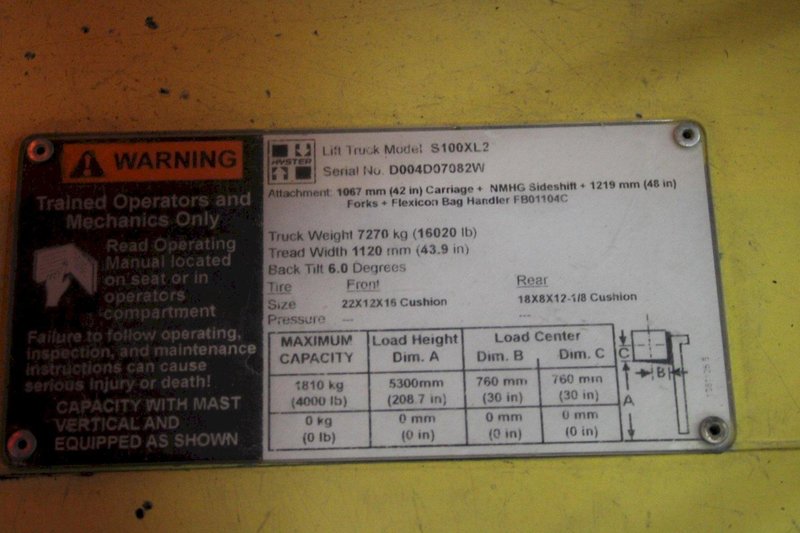 WARNING
Trained Operators and
Mechanics Only
Read Operating
Manual located
on seat or in
operators
compartment
Failure to follow operating,
inspection, and maintenance
instructions can cause
serious injury or death!
CAPACITY WITH MAST
VERTICAL AND
EQUIPPED AS SHOWN
HYSTER
Lift Truck Model S100XL2
Serial No. D004D07082W
Attachment: 1067 mm (42 in) Carriage + NMHG Sideshift + 1219 mm (48 in)
Forks + Flexicon Bag Handler FB01104C
Truck Weight 7270 kg (16020 lb)
Tread Width 1120 mm (43.9 in)
Back Tilt 6.0 Degrees
Tire Front Rear
Size 22X12X16 Cushion 18X8X12-1/8 Cushion
Pressure --- ---
MAXIMUM Load Height Load Center
CAPACITY Dim. A Dim. B Dim. C
1810 kg 5300mm 760 mm 760 mm
(4000 lb) (208.7 in) (30 in) (30 in)
0 kg 0 mm 0 mm 0 mm
(0 lb) (0 in) (0 in) (0 in)
C
B
A